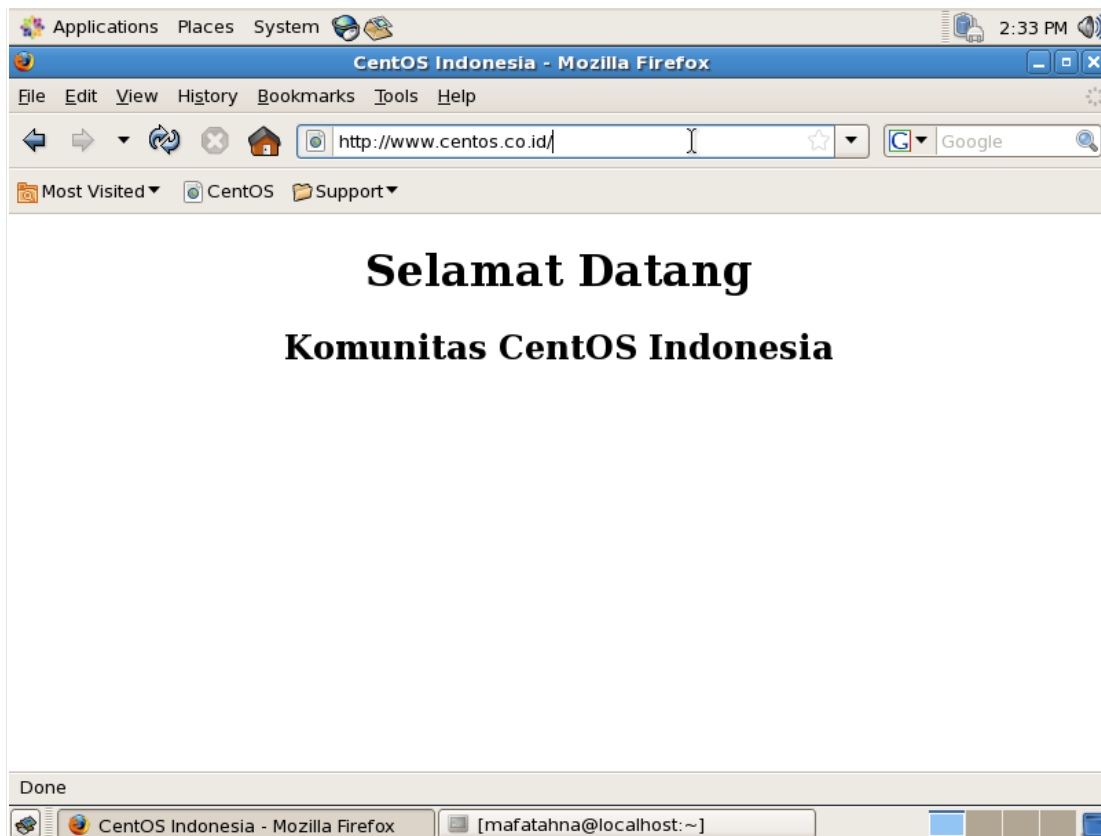 Applications Places System 2:33 PM
CentOS Indonesia - Mozilla Firefox
File Edit View History Bookmarks Tools Help
http://www.centos.co.id/ G Google
Most Visited CentOS Support
Selamat Datang
Komunitas CentOS Indonesia
Done
CentOS Indonesia - Mozilla Firefox [mafatahna@localhost:~]